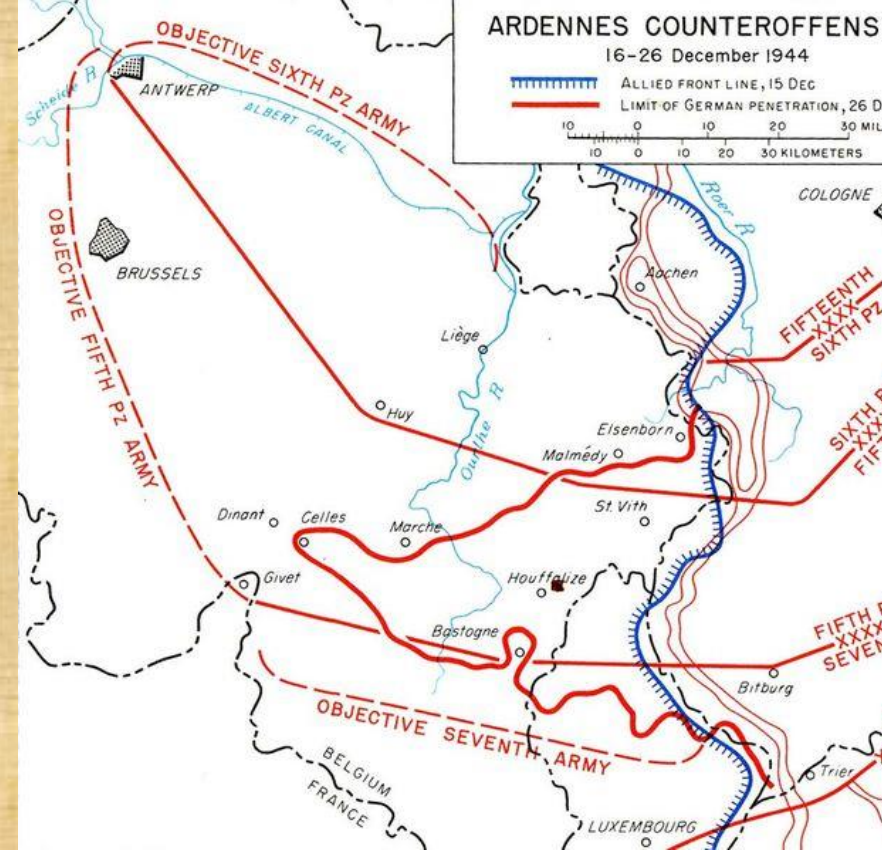 ARDENNES COUNTEROFFENS
16-26 December 1944
ALLIED FRONT LINE, 15 DEC
LIMIT OF GERMAN PENETRATION, 26 D
10 0 10 20 30 MIL
10 0 10 20 30 KILOMETERS
OBJECTIVE SIXTH PZ ARMY
Schelde R
ANTWERP
ALBERT CANAL
Roer R
COLOGNE
OBJECTIVE FIFTH PZ ARMY
BRUSSELS
Aachen
FIFTEENTH
XXXX
SIXTH PZ
Liège
Huy
Ourthe R
Elsenborn
Malmédy
SIXTH P
XXX
FIF
St. Vith
Dinant
Celles
Marche
Givet
Houffalize
Bastogne
FIFTH P
XXXX
SEVEN
Bitburg
OBJECTIVE SEVENTH ARMY
BELGIUM
FRANCE
Trier
LUXEMBOURG